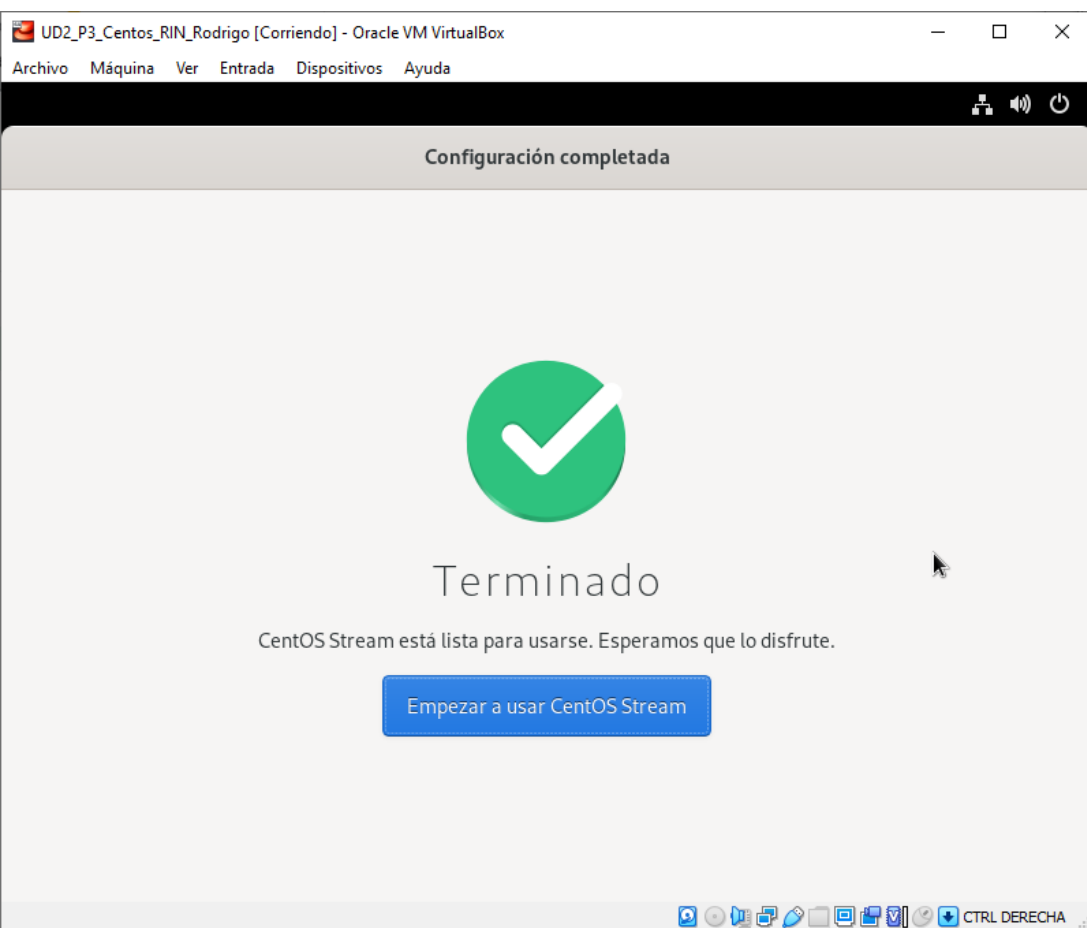 UD2_P3_Centos_RIN_Rodrigo [Corriendo] - Oracle VM VirtualBox
Archivo Máquina Ver Entrada Dispositivos Ayuda
Configuración completada
Terminado
CentOS Stream está lista para usarse. Esperamos que lo disfrute.
Empezar a usar CentOS Stream
CTRL DERECHA